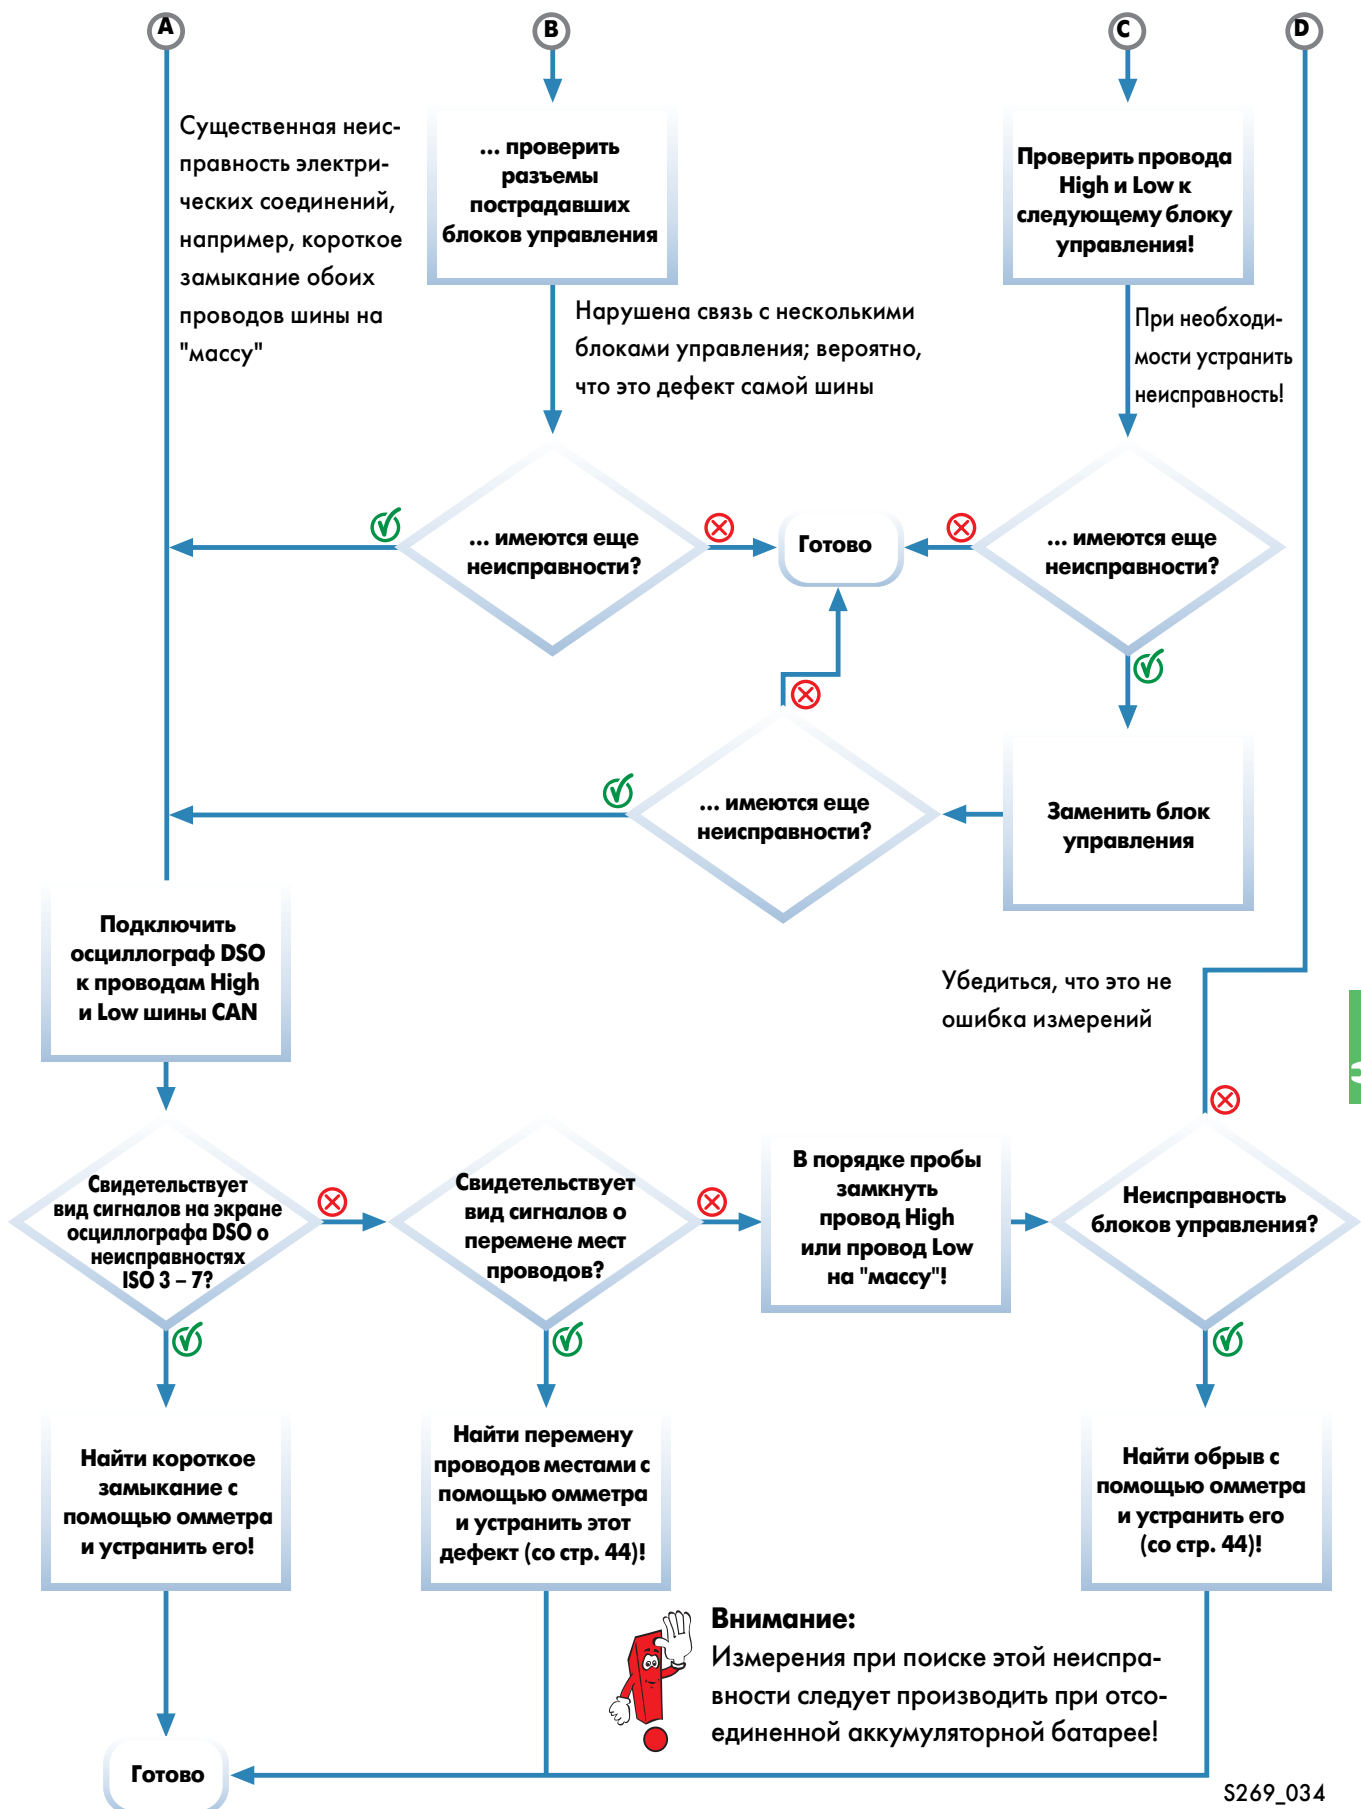 A
B
C
D
Существенная неис-
правность электри-
ческих соединений,
например, короткое
замыкание обоих
проводов шины на
"массу"
... проверить
разъемы
пострадавших
блоков управления
Проверить провода
High и Low к
следующему блоку
управления!
Нарушена связь с несколькими
блоками управления; вероятно,
что это дефект самой шины
При необходи-
мости устранить
неисправность!
... имеются еще
неисправности?
Готово
... имеются еще
неисправности?
... имеются еще
неисправности?
Заменить блок
управления
Подключить
осциллограф DSO
к проводам High
и Low шины CAN
Убедиться, что это не
ошибка измерений
Свидетельствует
вид сигналов на экране
осциллографа DSO о
неисправностях
ISO 3 – 7?
Свидетельствует
вид сигналов о
перемене мест
проводов?
В порядке пробы
замкнуть
провод High
или провод Low
на "массу"!
Неисправность
блоков управления?
Найти короткое
замыкание с
помощью омметра
и устранить его!
Найти перемену
проводов местами с
помощью омметра
и устранить этот
дефект (со стр. 44)!
Найти обрыв с
помощью омметра
и устранить его
(со стр. 44)!
Внимание:
Измерения при поиске этой неиспра-
вности следует производить при отсо-
единенной аккумуляторной батарее!
Готово
S269_034